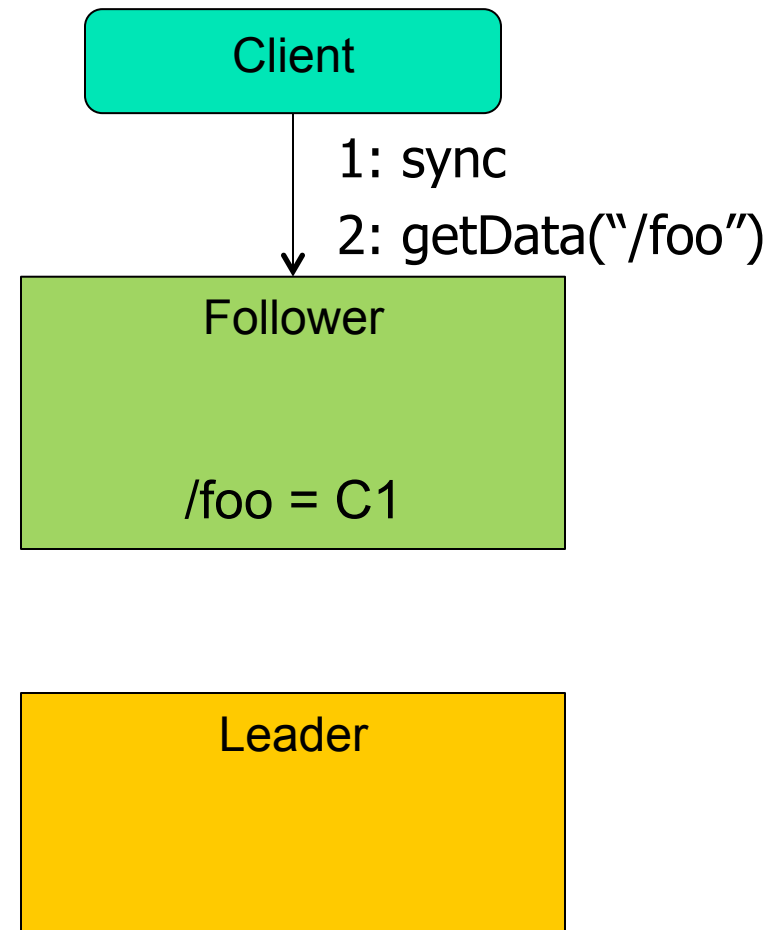 Client
1: sync
2: getData(“/foo”)
Follower
/foo = C1
Leader